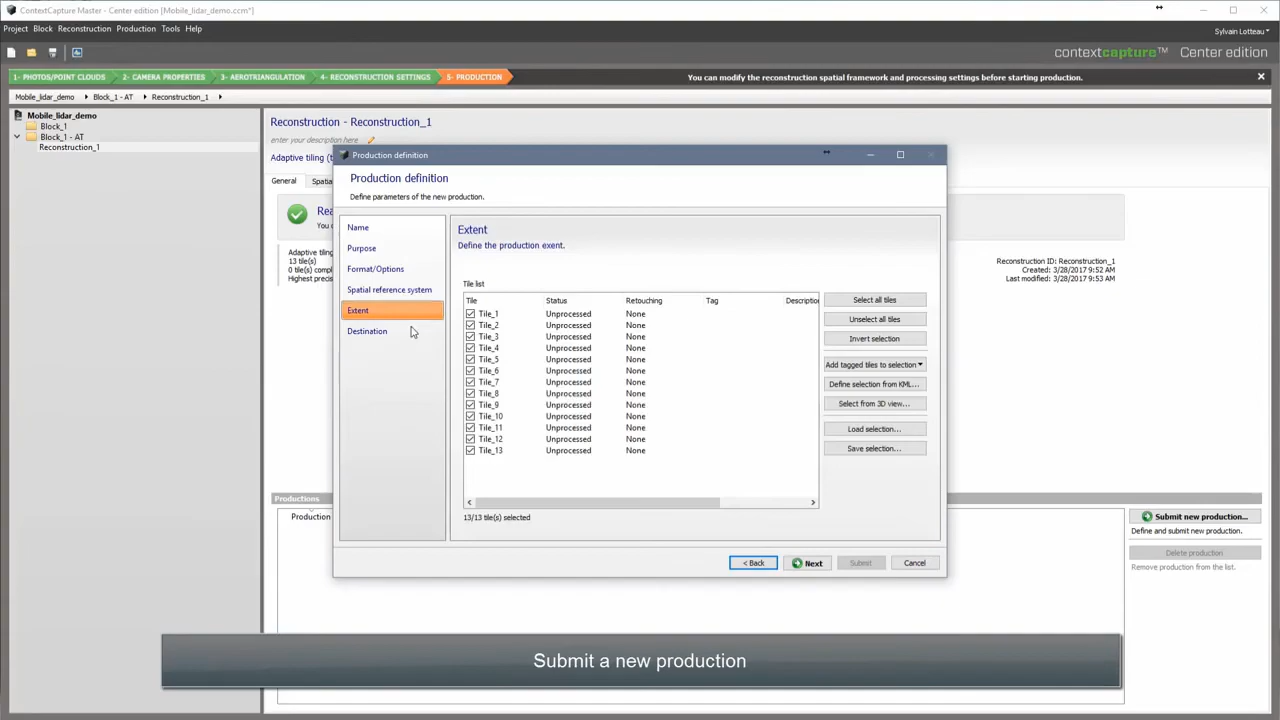 ContextCapture Master - Center edition [Mobile_lidar_demo.ccm*]
Project Block Reconstruction Production Tools Help
Sylvain Lotteau
contextcapture™ Center edition
1- PHOTOS/POINT CLOUDS 2- CAMERA PROPERTIES 3- AEROTRIANGULATION 4- RECONSTRUCTION SETTINGS 5- PRODUCTION
You can modify the reconstruction spatial framework and processing settings before starting production.
Mobile_lidar_demo Block_1 - AT Reconstruction_1
Mobile_lidar_demo
Block_1
Block_1 - AT
Reconstruction_1
Reconstruction - Reconstruction_1
enter your description here
Adaptive tiling (t
General Spatia
Rea
You c
Adaptive tiling
13 tile(s)
0 tile(s) compl
Highest precis
Reconstruction ID: Reconstruction_1
Created: 3/28/2017 9:52 AM
Last modified: 3/28/2017 9:52 AM
Production definition
Production definition
Define parameters of the new production.
Name
Purpose
Format/Options
Spatial reference system
Extent
Destination
Extent
Define the production exent.
Tile list
Tile Status Retouching Tag Description
Tile_1 Unprocessed None
Tile_2 Unprocessed None
Tile_3 Unprocessed None
Tile_4 Unprocessed None
Tile_5 Unprocessed None
Tile_6 Unprocessed None
Tile_7 Unprocessed None
Tile_8 Unprocessed None
Tile_9 Unprocessed None
Tile_10 Unprocessed None
Tile_11 Unprocessed None
Tile_12 Unprocessed None
Tile_13 Unprocessed None
13/13 tile(s) selected
Select all tiles
Unselect all tiles
Invert selection
Add tagged tiles to selection
Define selection from KML...
Select from 3D view...
Load selection...
Save selection...
< Back Next Submit Cancel
Productions
Production
Submit new production...
Define and submit new production.
Delete production
Remove production from the list.
Submit a new production